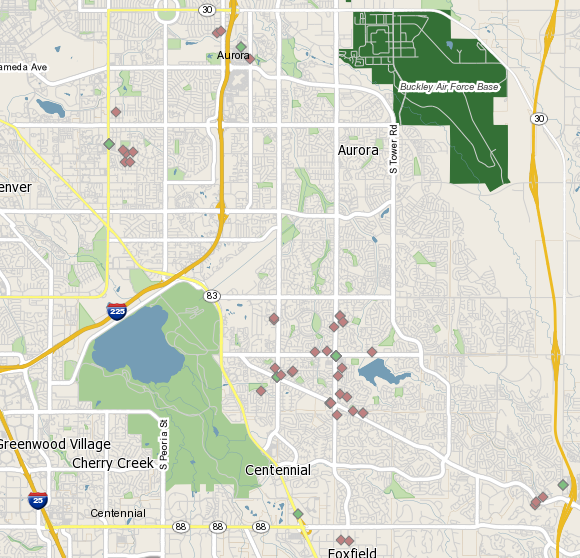 30
Aurora
ameda Ave
Buckley Air Force Base
30
S Tower Rd
Aurora
enver
83
225
S Peoria St
Greenwood Village
Cherry Creek
Centennial
25
Centennial
88
88
88
Foxfield